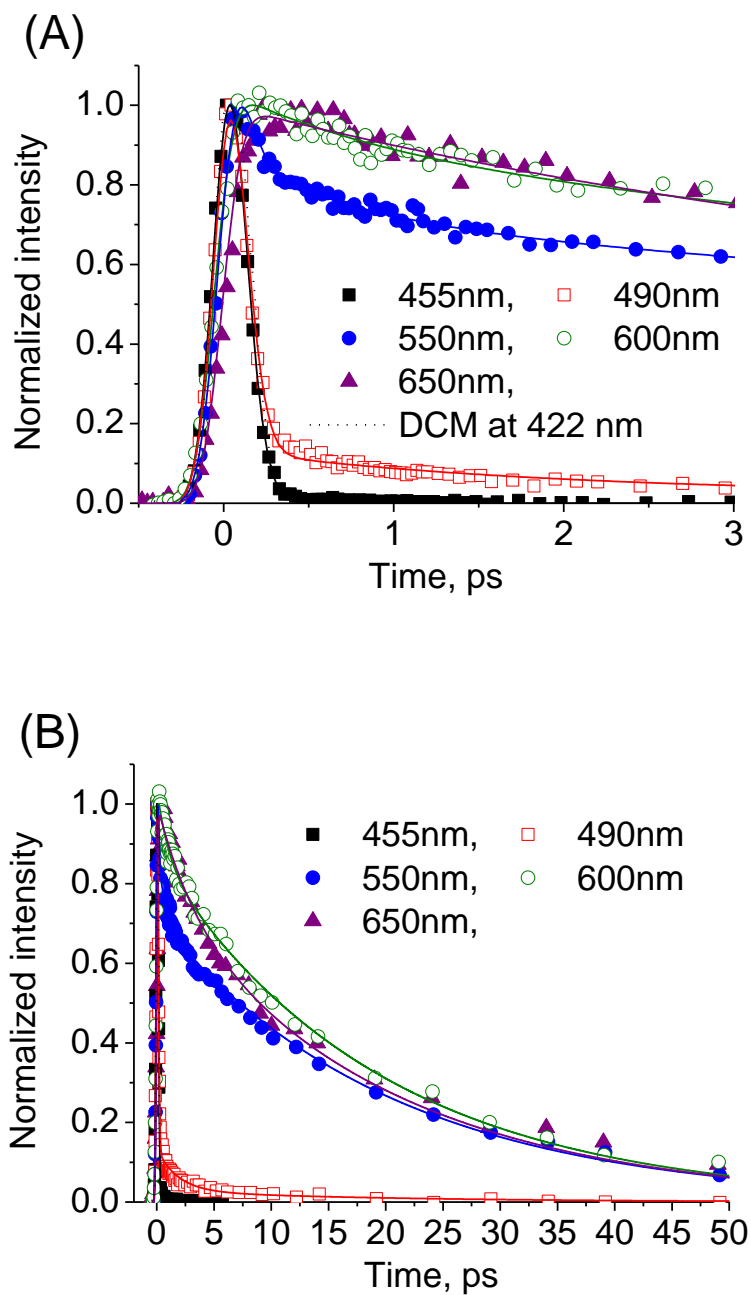 (A)
1.0
0.8
0.6
0.4
0.2
0.0
Normalized intensity
455nm, 490nm
550nm, 600nm
650nm,
DCM at 422 nm
0 1 2 3
Time, ps
(B)
1.0
0.8
0.6
0.4
0.2
0.0
Normalized intensity
455nm, 490nm
550nm, 600nm
650nm,
0 5 10 15 20 25 30 35 40 45 50
Time, ps